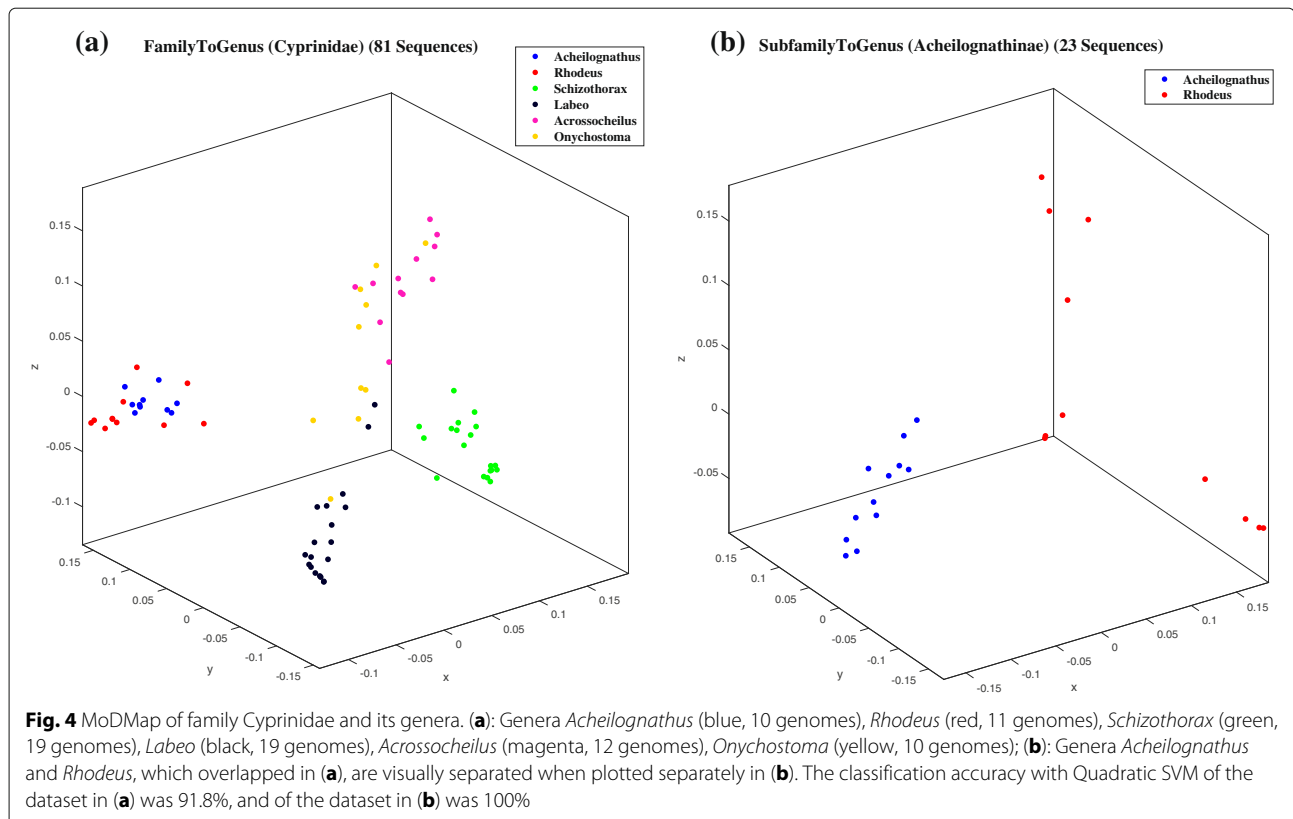 (a)
FamilyToGenus (Cyprinidae) (81 Sequences)
Acheilognathus
Rhodeus
Schizothorax
Labeo
Acrossocheilus
Onychostoma
0.15
0.1
0.05
0
-0.05
-0.1
z
0.15
0.1
0.05
0
-0.05
-0.1
-0.15
y
-0.1
-0.05
0
0.05
0.1
0.15
x
(b)
SubfamilyToGenus (Acheilognathinae) (23 Sequences)
Acheilognathus
Rhodeus
0.15
0.1
0.05
0
-0.05
z
0.15
0.1
0.05
0
-0.05
-0.1
-0.15
y
-0.15
-0.1
-0.05
0
0.05
0.1
0.15
x
Fig. 4 MoDMap of family Cyprinidae and its genera. (a): Genera Acheilognathus (blue, 10 genomes), Rhodeus (red, 11 genomes), Schizothorax (green,
19 genomes), Labeo (black, 19 genomes), Acrossocheilus (magenta, 12 genomes), Onychostoma (yellow, 10 genomes); (b): Genera Acheilognathus
and Rhodeus, which overlapped in (a), are visually separated when plotted separately in (b). The classification accuracy with Quadratic SVM of the
dataset in (a) was 91.8%, and of the dataset in (b) was 100%